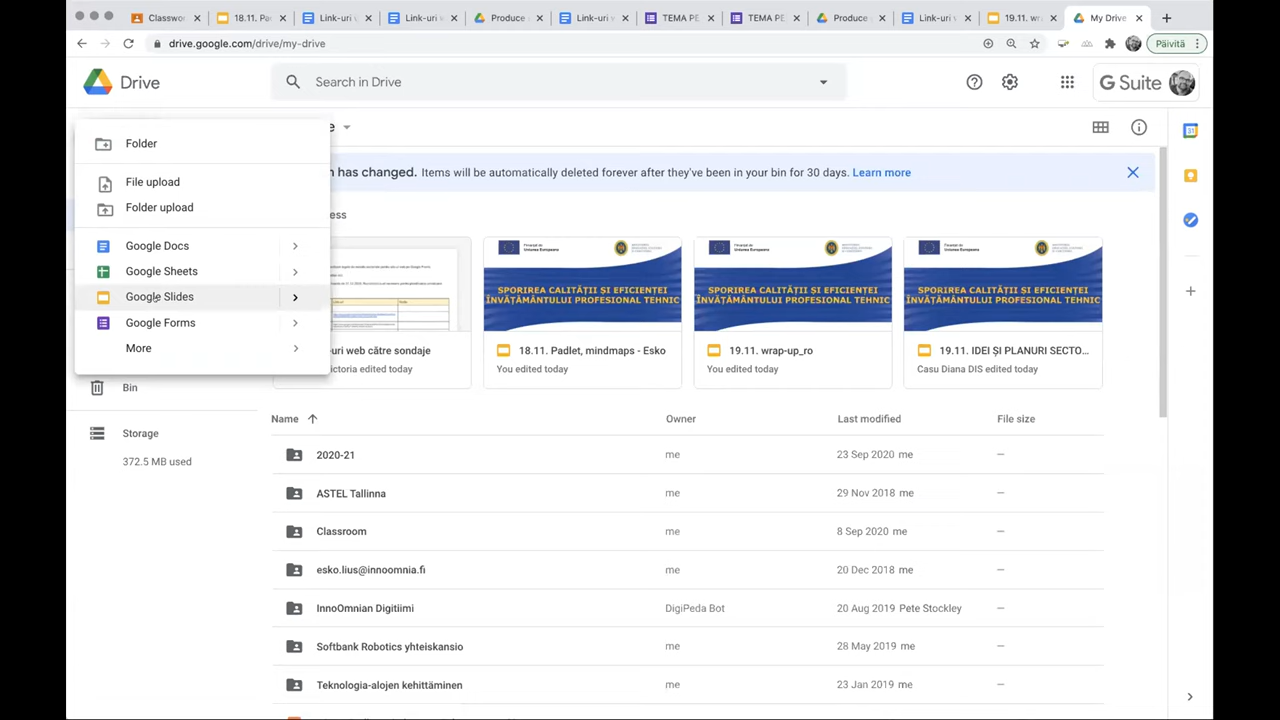 Classwor
18.11. Pa
Link-uri
Link-uri w
Produce
Link-uri
TEMA PE
TEMA PE
Produce
Link-uri
19.11. wr
My Drive
drive.google.com/drive/my-drive
Päivitä
Drive
Search in Drive
G Suite
Folder
File upload
Folder upload
Google Docs
Google Sheets
Google Slides
Google Forms
More
Bin
Storage
372.5 MB used
has changed. Items will be automatically deleted forever after they've been in your bin for 30 days. Learn more
ess
SPORIREA CALITĂȚII ȘI EFICIENȚEI
ÎNVĂȚĂMÂNTULUI PROFESIONAL TEHNIC
SPORIREA CALITĂȚII ȘI EFICIENȚEI
ÎNVĂȚĂMÂNTULUI PROFESIONAL TEHNIC
SPORIREA CALITĂȚII ȘI EFICIENȚEI
ÎNVĂȚĂMÂNTULUI PROFESIONAL TEHNIC
uri web către sondaje
ictoria edited today
18.11. Padlet, mindmaps - Esko
You edited today
19.11. wrap-up_ro
You edited today
19.11. IDEI ȘI PLANURI SECTO...
Casu Diana DIS edited today
Name Owner Last modified File size
2020-21 me 23 Sep 2020 me –
ASTEL Tallinna me 29 Nov 2018 me –
Classroom me 8 Sep 2020 me –
esko.lius@innoomnia.fi me 20 Dec 2018 me –
InnoOmnian Digitiimi DigiPeda Bot 20 Aug 2019 Pete Stockley –
Softbank Robotics yhteiskansio me 28 May 2019 me –
Teknologia-alojen kehittäminen me 23 Jan 2019 me –